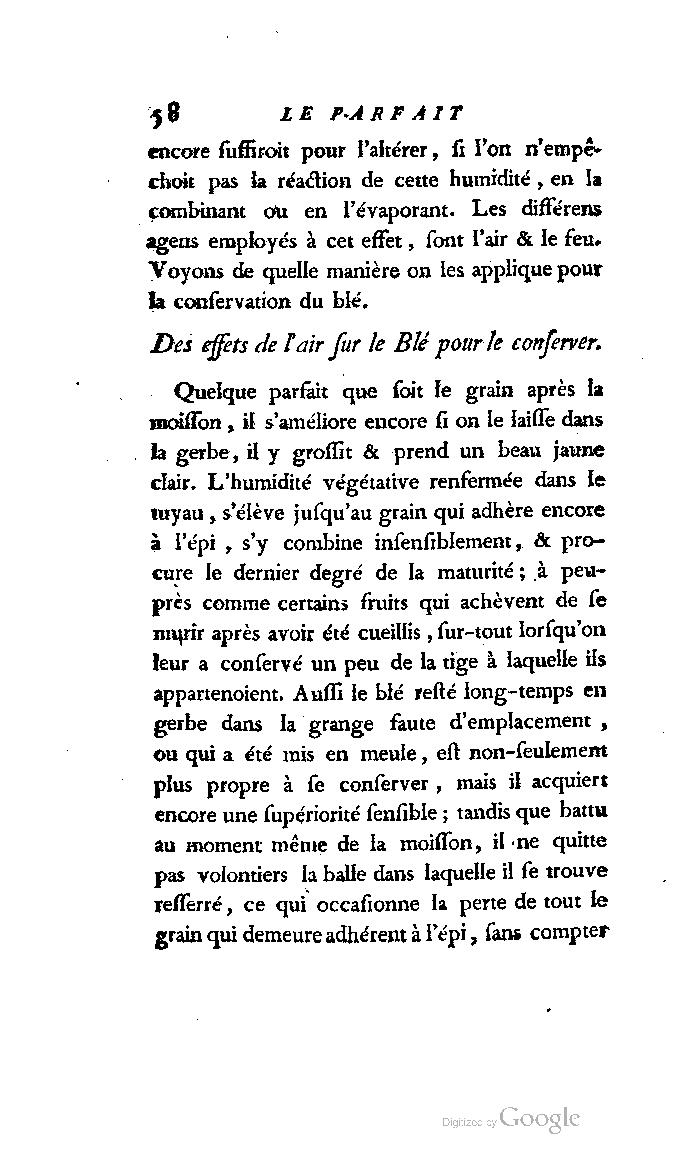 58 LE PARFAIT
encore ſuffiroit pour l'altérer, ſi l'on n'empê-
choit pas la réaction de cette humidité, en la
combinant ou en l'évaporant. Les différens
agens employés à cet effet, ſont l'air & le feu.
Voyons de quelle manière on les applique pour
la conſervation du blé.
Des effets de l'air ſur le Blé pour le conſerver.
Quelque parfait que ſoit le grain après la
moiſſon, il s'améliore encore ſi on le laiſſe dans
la gerbe, il y groſſit & prend un beau jaune
clair. L'humidité végétative renfermée dans le
tuyau, s'élève juſqu'au grain qui adhère encore
à l'épi, s'y combine inſenſiblement, & pro-
cure le dernier degré de la maturité; à peu-
près comme certains fruits qui achèvent de ſe
mûrir après avoir été cueillis, ſur-tout lorſqu'on
leur a conſervé un peu de la tige à laquelle ils
appartenoient. Auſſi le blé reſté long-temps en
gerbe dans la grange faute d'emplacement,
ou qui a été mis en meule, eſt non-ſeulement
plus propre à ſe conſerver, mais il acquiert
encore une ſupériorité ſenſible; tandis que battu
au moment même de la moiſſon, il ne quitte
pas volontiers la balle dans laquelle il ſe trouve
reſſerré, ce qui occaſionne la perte de tout le
grain qui demeure adhérent à l'épi, ſans compter
Digitized by Google